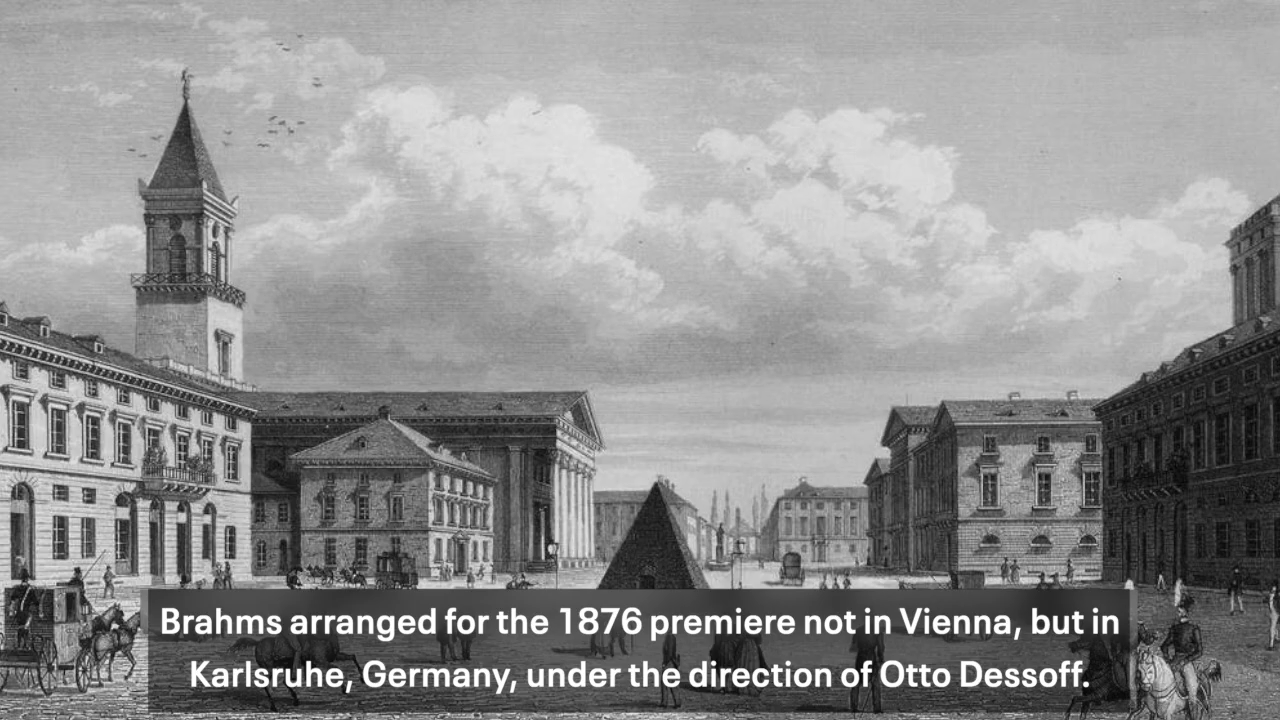 Brahms arranged for the 1876 premiere not in Vienna, but in
Karlsruhe, Germany, under the direction of Otto Dessoff.